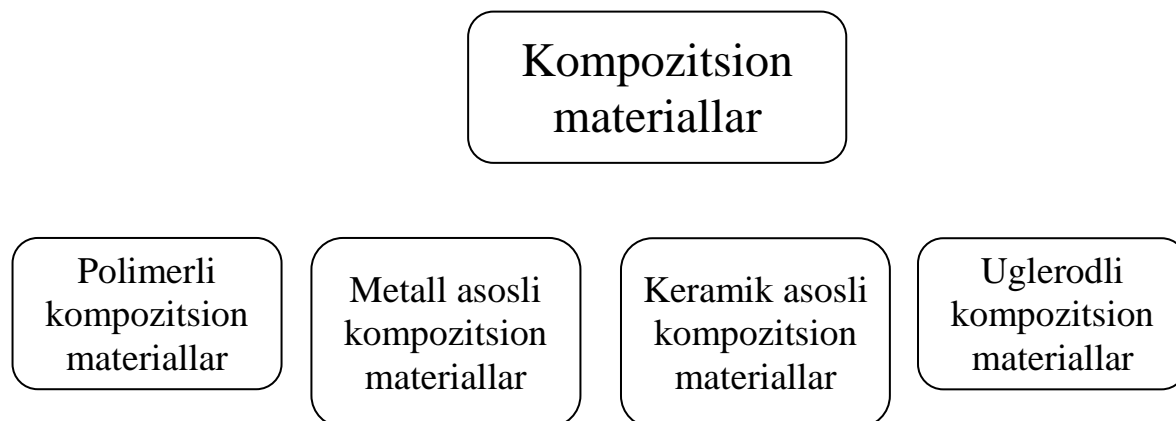 Kompozitsion
materiallar
Polimerli
kompozitsion
materiallar
Metall asosli
kompozitsion
materiallar
Keramik asosli
kompozitsion
materiallar
Uglerodli
kompozitsion
materiallar